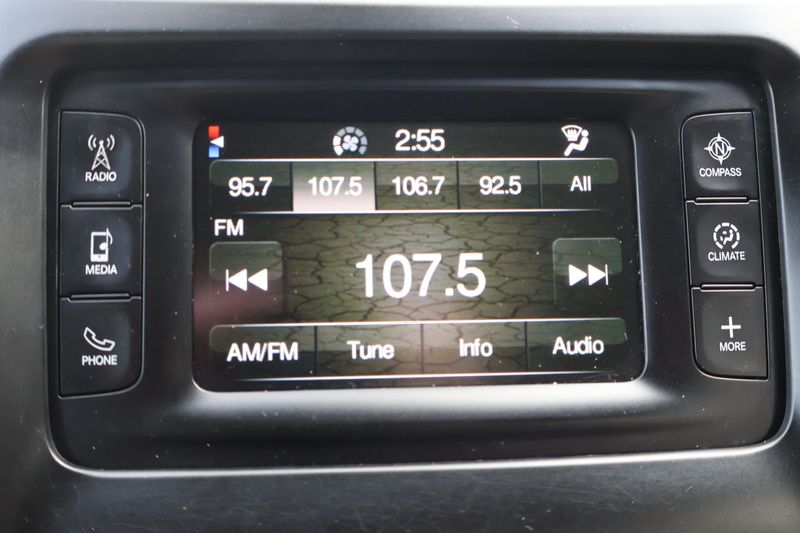 2:55
95.7 107.5 106.7 92.5 All
FM
107.5
AM/FM Tune Info Audio
RADIO
MEDIA
PHONE
N
COMPASS
CLIMATE
MORE